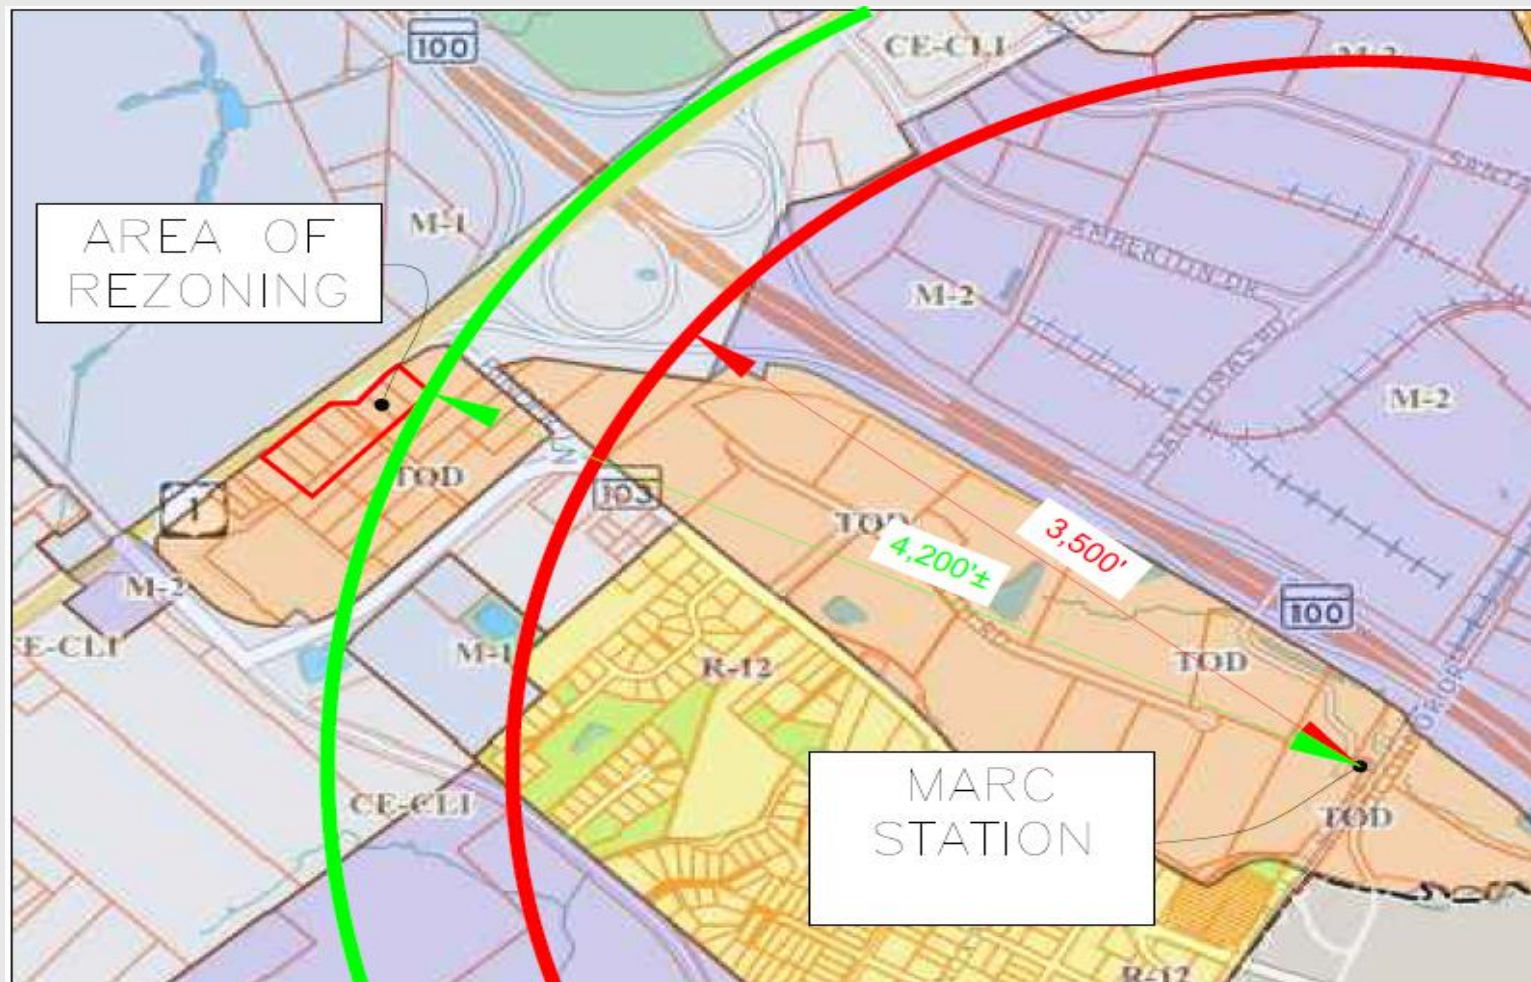 100
CE-CLI
M-2
AREA OF
REZONING
M-1
AMBERTON DR
M-2
SANTOMAS RD
M-2
TOD
103
1
TOD
3,500'
4,200'±
100
M-2
CE-CLI
M-1
R-12
TOD
MARC
STATION
CE-CLI
TOD
R-12